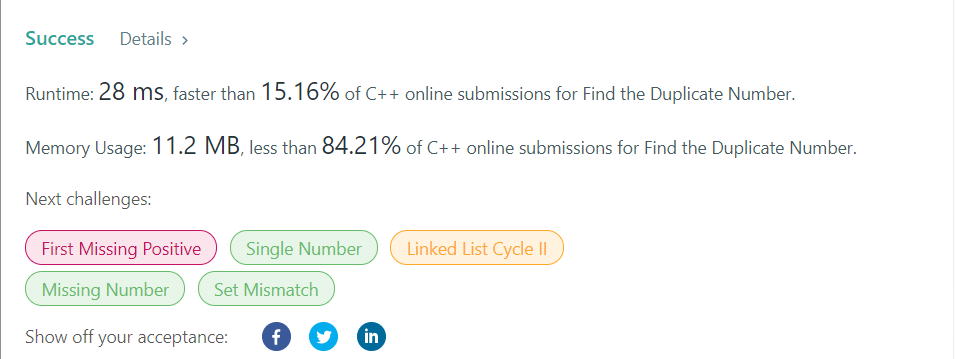 Success Details >
Runtime: 28 ms, faster than 15.16% of C++ online submissions for Find the Duplicate Number.
Memory Usage: 11.2 MB, less than 84.21% of C++ online submissions for Find the Duplicate Number.
Next challenges:
First Missing Positive Single Number Linked List Cycle II
Missing Number Set Mismatch
Show off your acceptance: f in